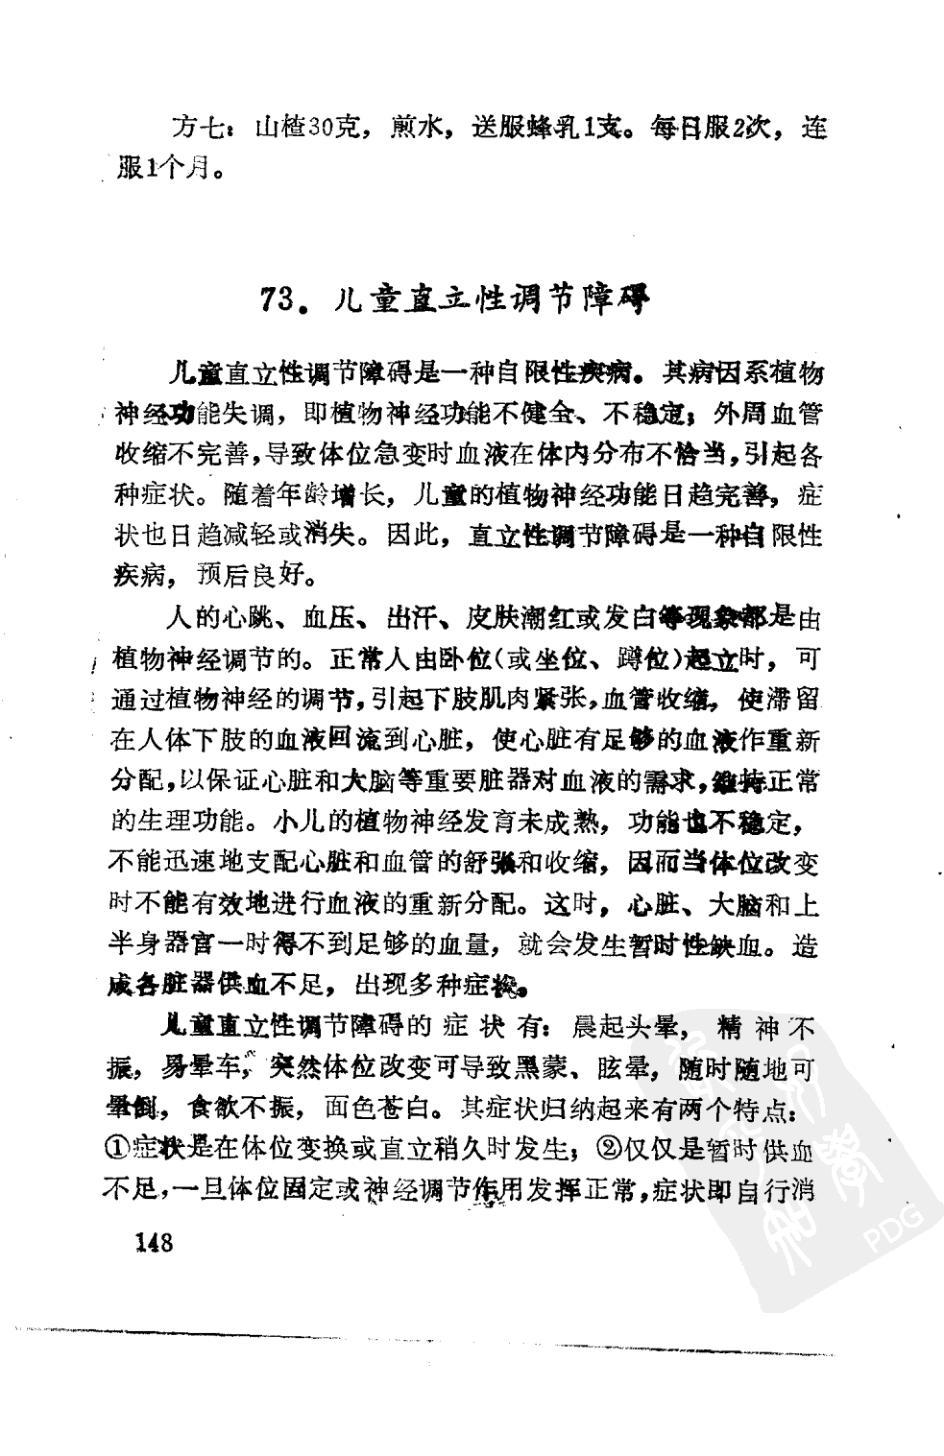 方七：山楂30克，煎水，送服蜂乳1支。每日服2次，连
服1个月。
73．儿童直立性调节障碍
儿童直立性调节障碍是一种自限性疾病。其病因系植物
神经功能失调，即植物神经功能不健全、不稳定；外周血管
收缩不完善，导致体位急变时血液在体内分布不恰当，引起各
种症状。随着年龄增长，儿童的植物神经功能日趋完善，症
状也日趋减轻或消失。因此，直立性调节障碍是一种自限性
疾病，预后良好。
人的心跳、血压、出汗、皮肤潮红或发白等现象都是由
植物神经调节的。正常人由卧位（或坐位、蹲位）起立时，可
通过植物神经的调节，引起下肢肌肉紧张，血管收缩，使滞留
在人体下肢的血液回流到心脏，使心脏有足够的血液作重新
分配，以保证心脏和大脑等重要脏器对血液的需求，维持正常
的生理功能。小儿的植物神经发育未成熟，功能也不稳定，
不能迅速地支配心脏和血管的舒张和收缩，因而当体位改变
时不能有效地进行血液的重新分配。这时，心脏、大脑和上
半身器官一时得不到足够的血量，就会发生暂时性缺血。造
成各脏器供血不足，出现多种症状。
儿童直立性调节障碍的症状有：晨起头晕，精神不
振，易晕车，突然体位改变可导致黑蒙、眩晕，随时随地可
晕倒，食欲不振，面色苍白。其症状归纳起来有两个特点：
①症状是在体位变换或直立稍久时发生；②仅仅是暂时供血
不足，一旦体位固定或神经调节作用发挥正常，症状即自行消
148
PDG